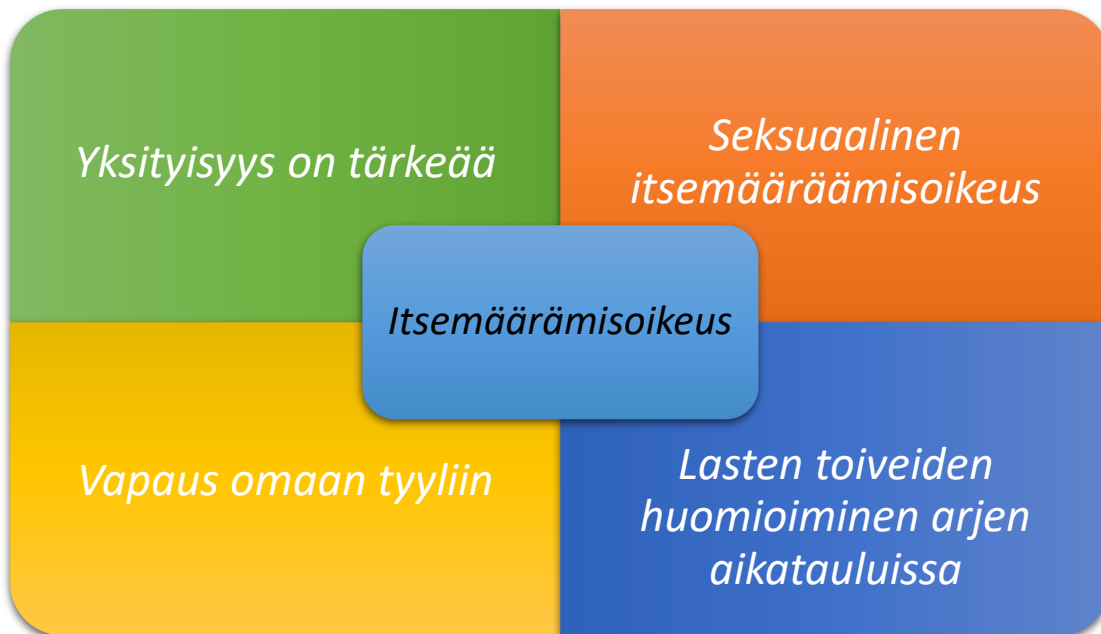 Yksityisyys on tärkeää
Seksuaalinen
itsemääräämisoikeus
Itsemäärämisoikeus
Vapaus omaan tyyliin
Lasten toiveiden
huomioiminen arjen
aikatauluissa